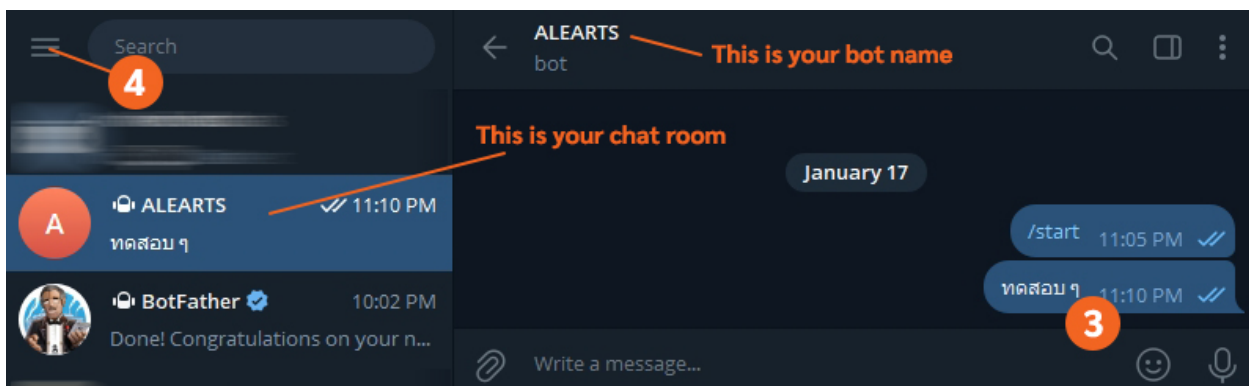 Search
4
ALEARTS
11:10 PM
ทดสอบ ๆ
BotFather
10:02 PM
Done! Congratulations on your n...
ALEARTS
bot
This is your bot name
This is your chat room
January 17
/start 11:05 PM
ทดสอบ ๆ 11:10 PM
3
Write a message...
A